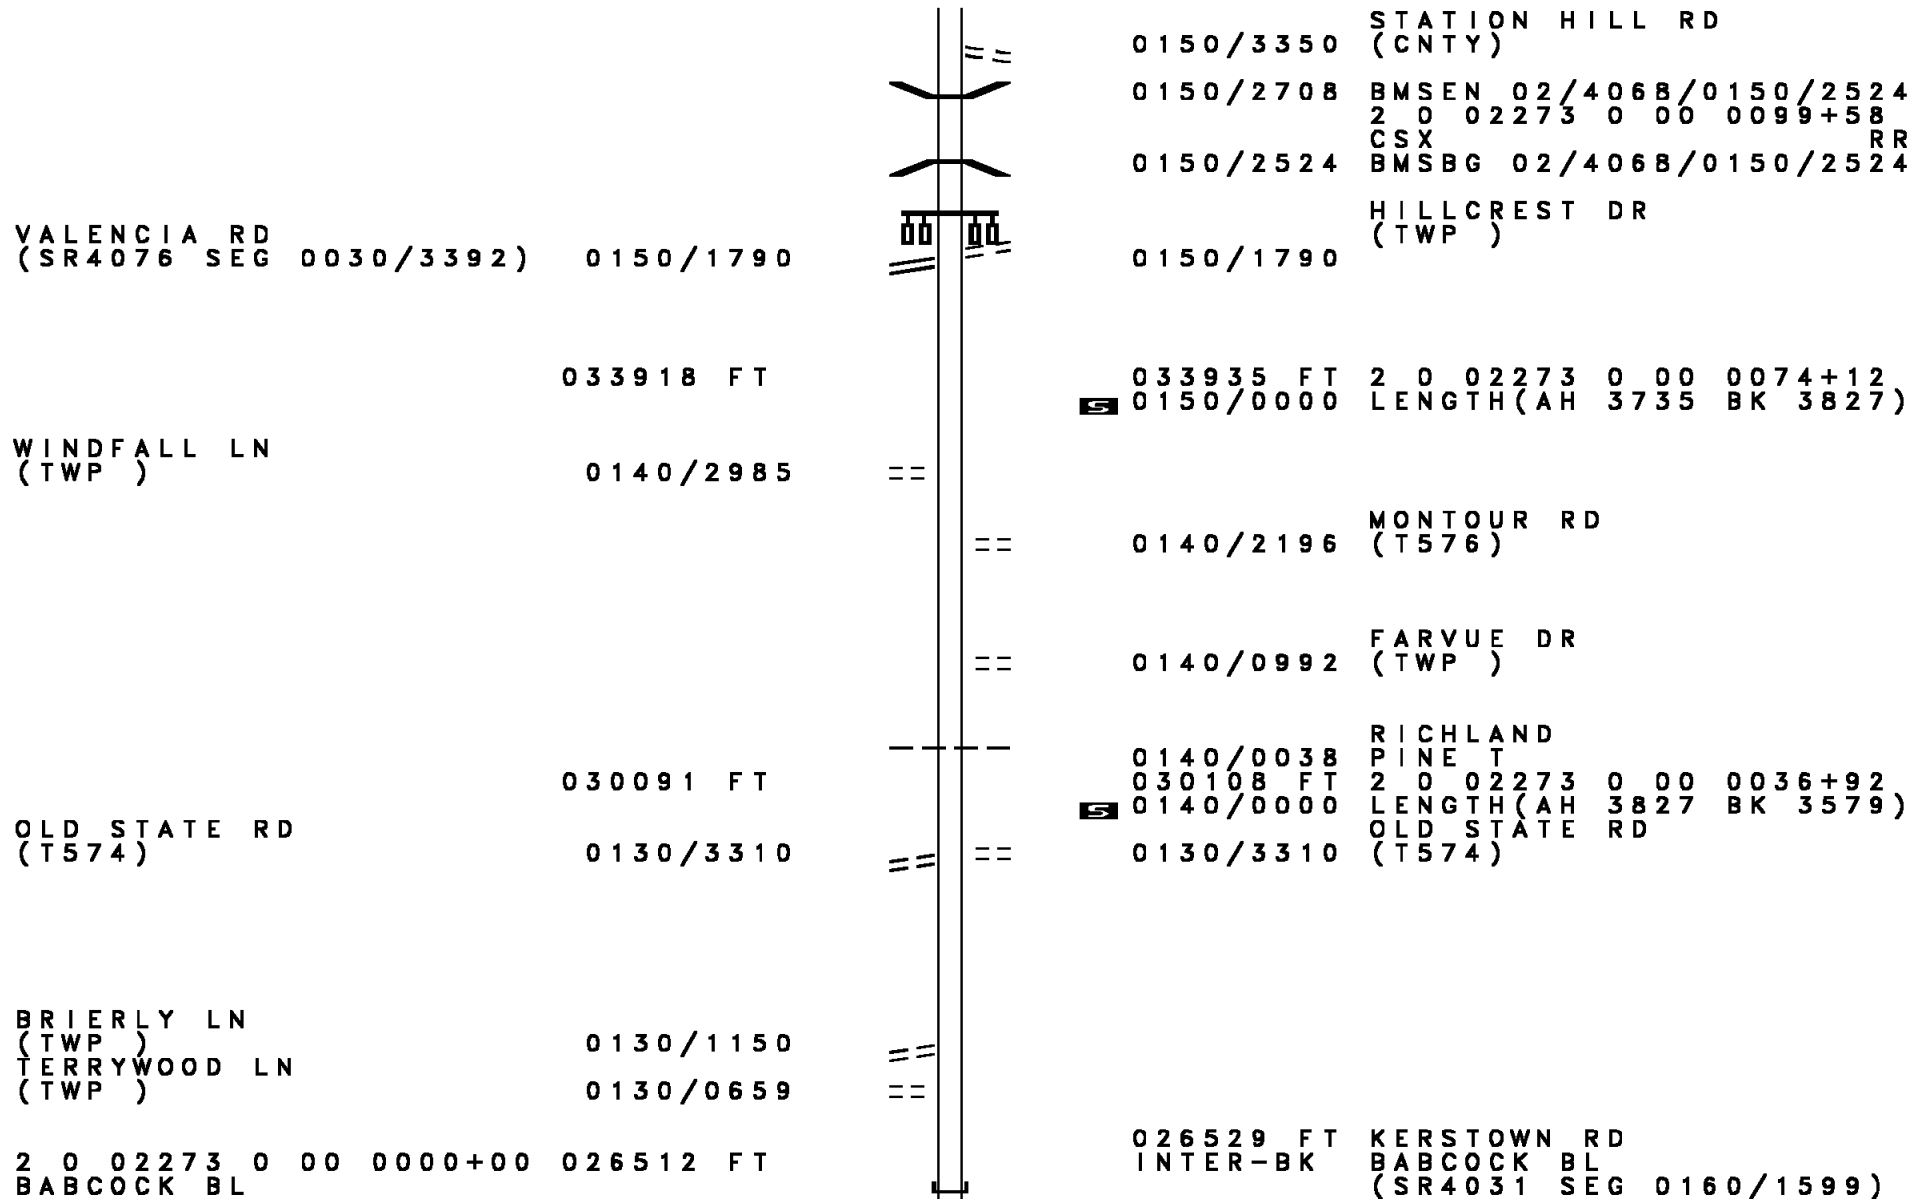 STATION HILL RD
0150/3350 (CNTY)
0150/2708 BMSEN 02/4068/0150/2524
2 0 02273 0 00 0099+58
CSX RR
0150/2524 BMSBG 02/4068/0150/2524
HILLCREST DR
(TWP )
VALENCIA RD
(SR4076 SEG 0030/3392) 0150/1790
0150/1790
033918 FT
033935 FT 2 0 02273 0 00 0074+12
S 0150/0000 LENGTH(AH 3735 BK 3827)
WINDFALL LN
(TWP ) 0140/2985
MONTOUR RD
0140/2196 (T576)
FARVUE DR
0140/0992 (TWP )
RICHLAND
0140/0038 PINE T
030091 FT
030108 FT 2 0 02273 0 00 0036+92
S 0140/0000 LENGTH(AH 3827 BK 3579)
OLD STATE RD
(T574) 0130/3310
OLD STATE RD
0130/3310 (T574)
BRIERLY LN
(TWP ) 0130/1150
TERRYWOOD LN
(TWP ) 0130/0659
2 0 02273 0 00 0000+00 026512 FT
BABCOCK BL
026529 FT KERSTOWN RD
INTER-BK BABCOCK BL
(SR4031 SEG 0160/1599)